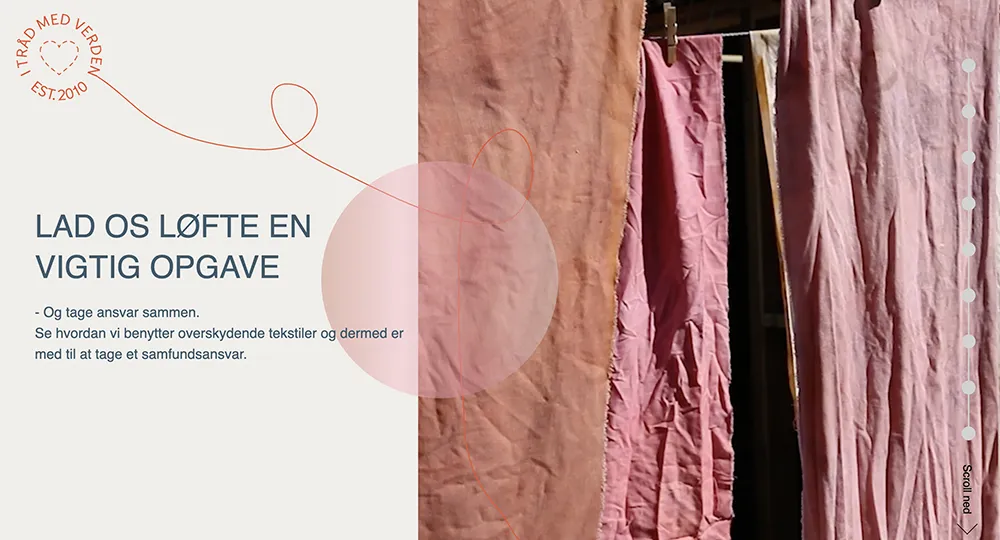 I TRÅD MED VERDEN
EST. 2010
LAD OS LØFTE EN
VIGTIG OPGAVE
- Og tage ansvar sammen.
Se hvordan vi benytter overskydende tekstiler og dermed er
med til at tage et samfundsansvar.
Scroll ned